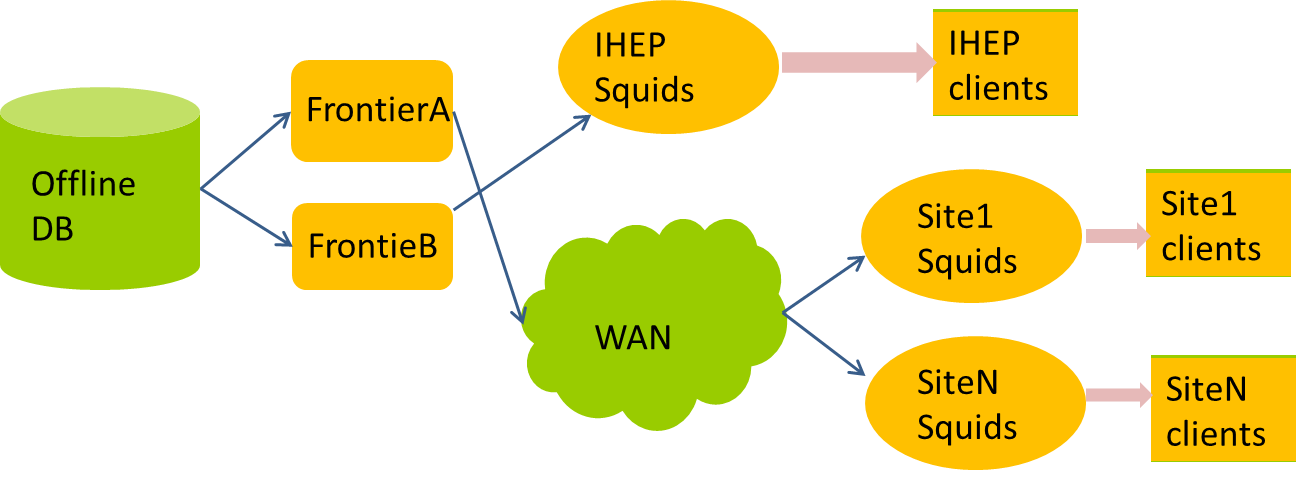 Offline
DB
FrontierA
FrontieB
IHEP
Squids
IHEP
clients
WAN
Site1
Squids
Site1
clients
SiteN
Squids
SiteN
clients